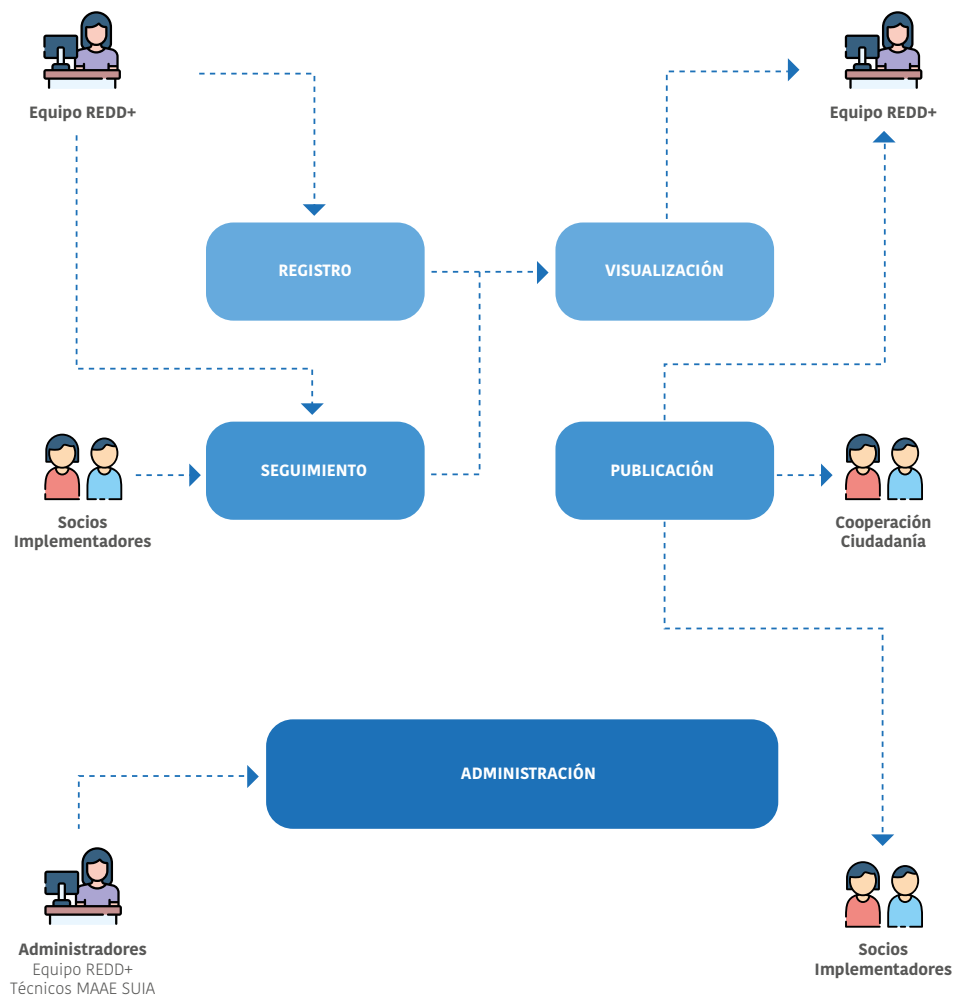 Equipo REDD+
Equipo REDD+
REGISTRO
VISUALIZACIÓN
SEGUIMIENTO
PUBLICACIÓN
Socios
Implementadores
Cooperación
Ciudadanía
ADMINISTRACIÓN
Administradores
Equipo REDD+
Técnicos MAAE SUIA
Socios
Implementadores